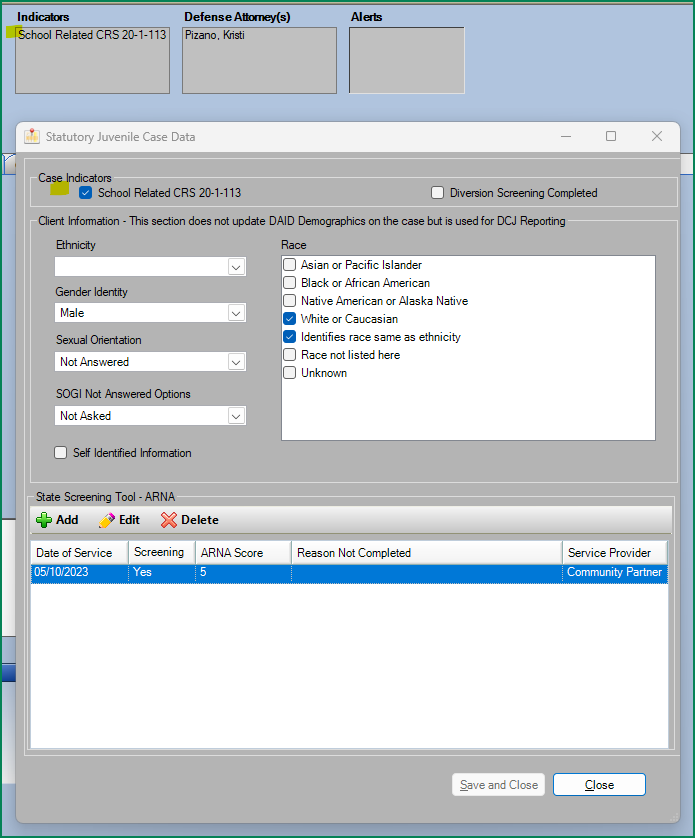 Indicators Defense Attorney(s) Alerts
School Related CRS 20-1-113 Pizano, Kristi
Statutory Juvenile Case Data
Case Indicators
School Related CRS 20-1-113 Diversion Screening Completed
Client Information - This section does not update DAID Demographics on the case but is used for DCJ Reporting
Ethnicity
Gender Identity
Male
Sexual Orientation
Not Answered
SOGI Not Answered Options
Not Asked
Self Identified Information
Race
Asian or Pacific Islander
Black or African American
Native American or Alaska Native
White or Caucasian
Identifies race same as ethnicity
Race not listed here
Unknown
State Screening Tool - ARNA
Add Edit Delete
Date of Service Screening ARNA Score Reason Not Completed Service Provider
05/10/2023 Yes 5 Community Partner
Save and Close Close